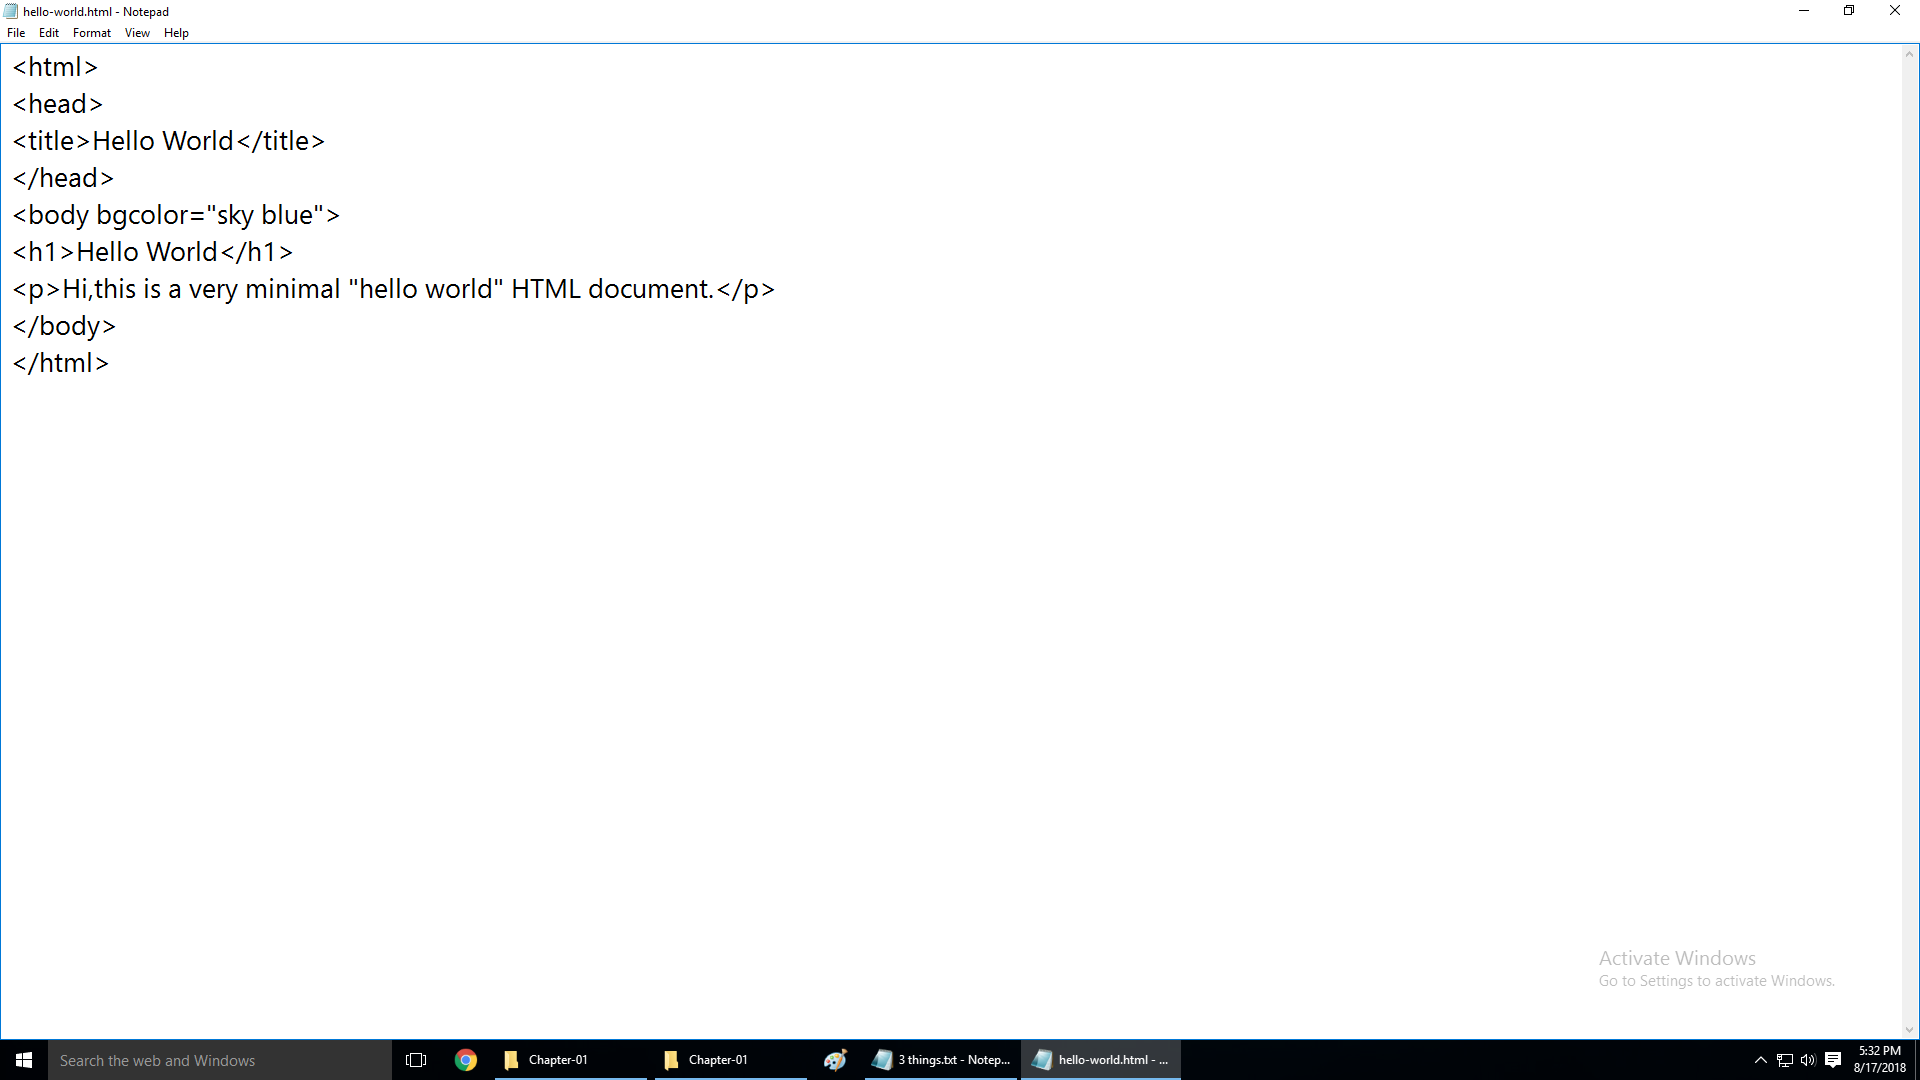 hello-world.html - Notepad
File Edit Format View Help
<html>
<head>
<title>Hello World</title>
</head>
<body bgcolor="sky blue">
<h1>Hello World</h1>
<p>Hi,this is a very minimal "hello world" HTML document.</p>
</body>
</html>
Activate Windows
Go to Settings to activate Windows.
Search the web and Windows Chapter-01 Chapter-01 3 things.txt - Notep... hello-world.html - ... 5:32 PM
8/17/2018